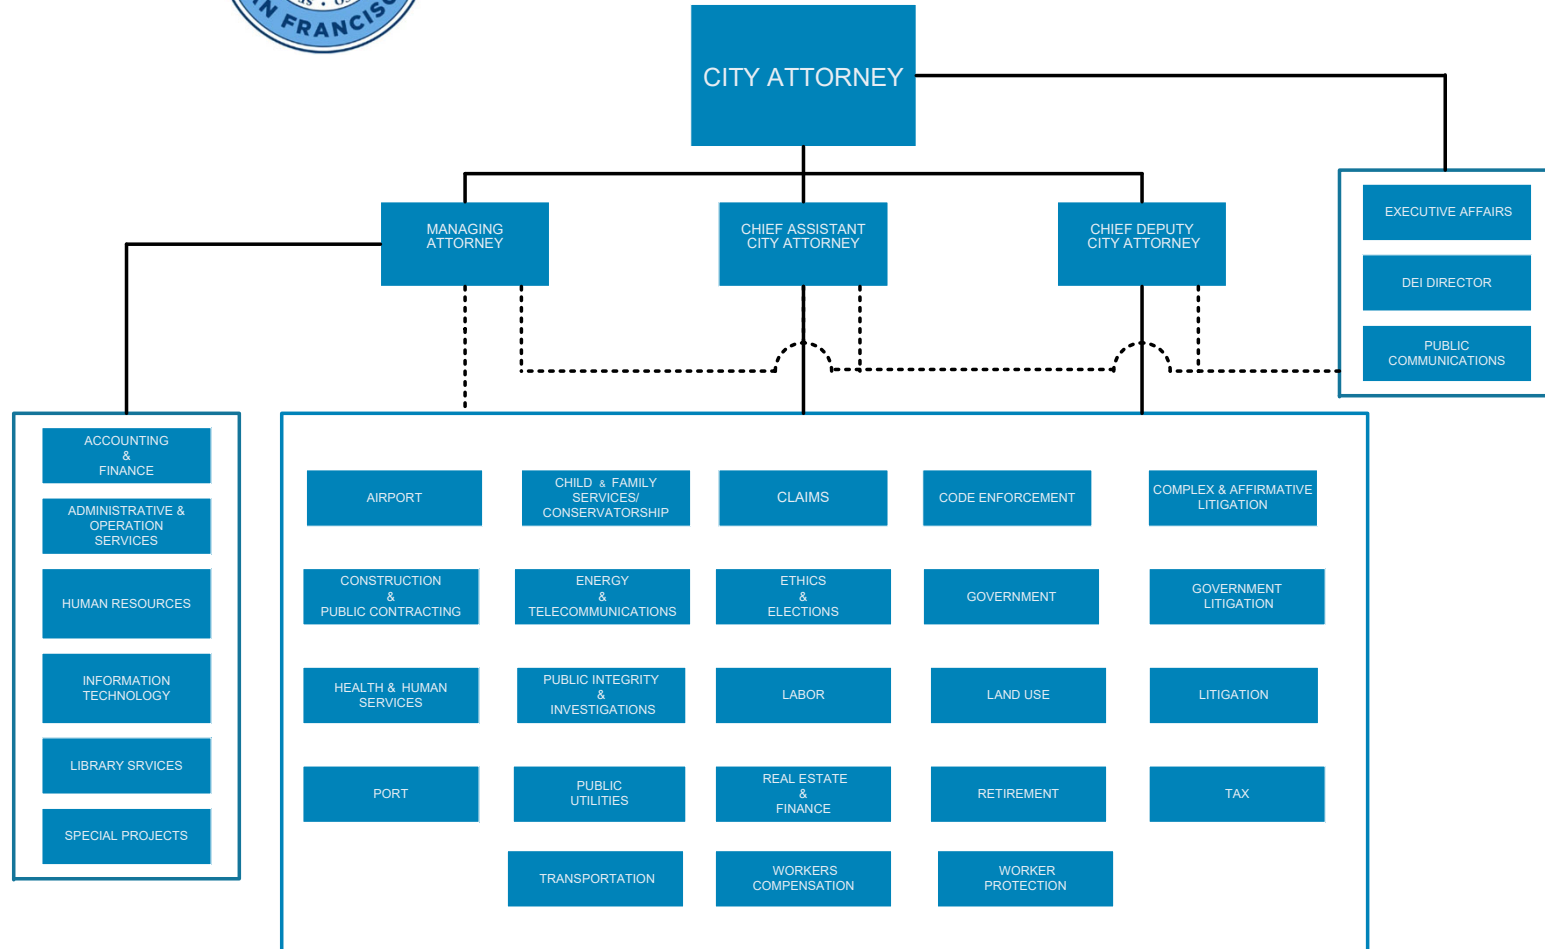 AN FRANCISC
CITY ATTORNEY
MANAGING
ATTORNEY
CHIEF ASSISTANT
CITY ATTORNEY
CHIEF DEPUTY
CITY ATTORNEY
EXECUTIVE AFFAIRS
DEI DIRECTOR
PUBLIC
COMMUNICATIONS
ACCOUNTING
&
FINANCE
ADMINISTRATIVE &
OPERATION
SERVICES
HUMAN RESOURCES
INFORMATION
TECHNOLOGY
LIBRARY SRVICES
SPECIAL PROJECTS
AIRPORT
CHILD & FAMILY
SERVICES/
CONSERVATORSHIP
CLAIMS
CODE ENFORCEMENT
COMPLEX & AFFIRMATIVE
LITIGATION
CONSTRUCTION
&
PUBLIC CONTRACTING
ENERGY
&
TELECOMMUNICATIONS
ETHICS
&
ELECTIONS
GOVERNMENT
GOVERNMENT
LITIGATION
HEALTH & HUMAN
SERVICES
PUBLIC INTEGRITY
&
INVESTIGATIONS
LABOR
LAND USE
LITIGATION
PORT
PUBLIC
UTILITIES
REAL ESTATE
&
FINANCE
RETIREMENT
TAX
TRANSPORTATION
WORKERS
COMPENSATION
WORKER
PROTECTION